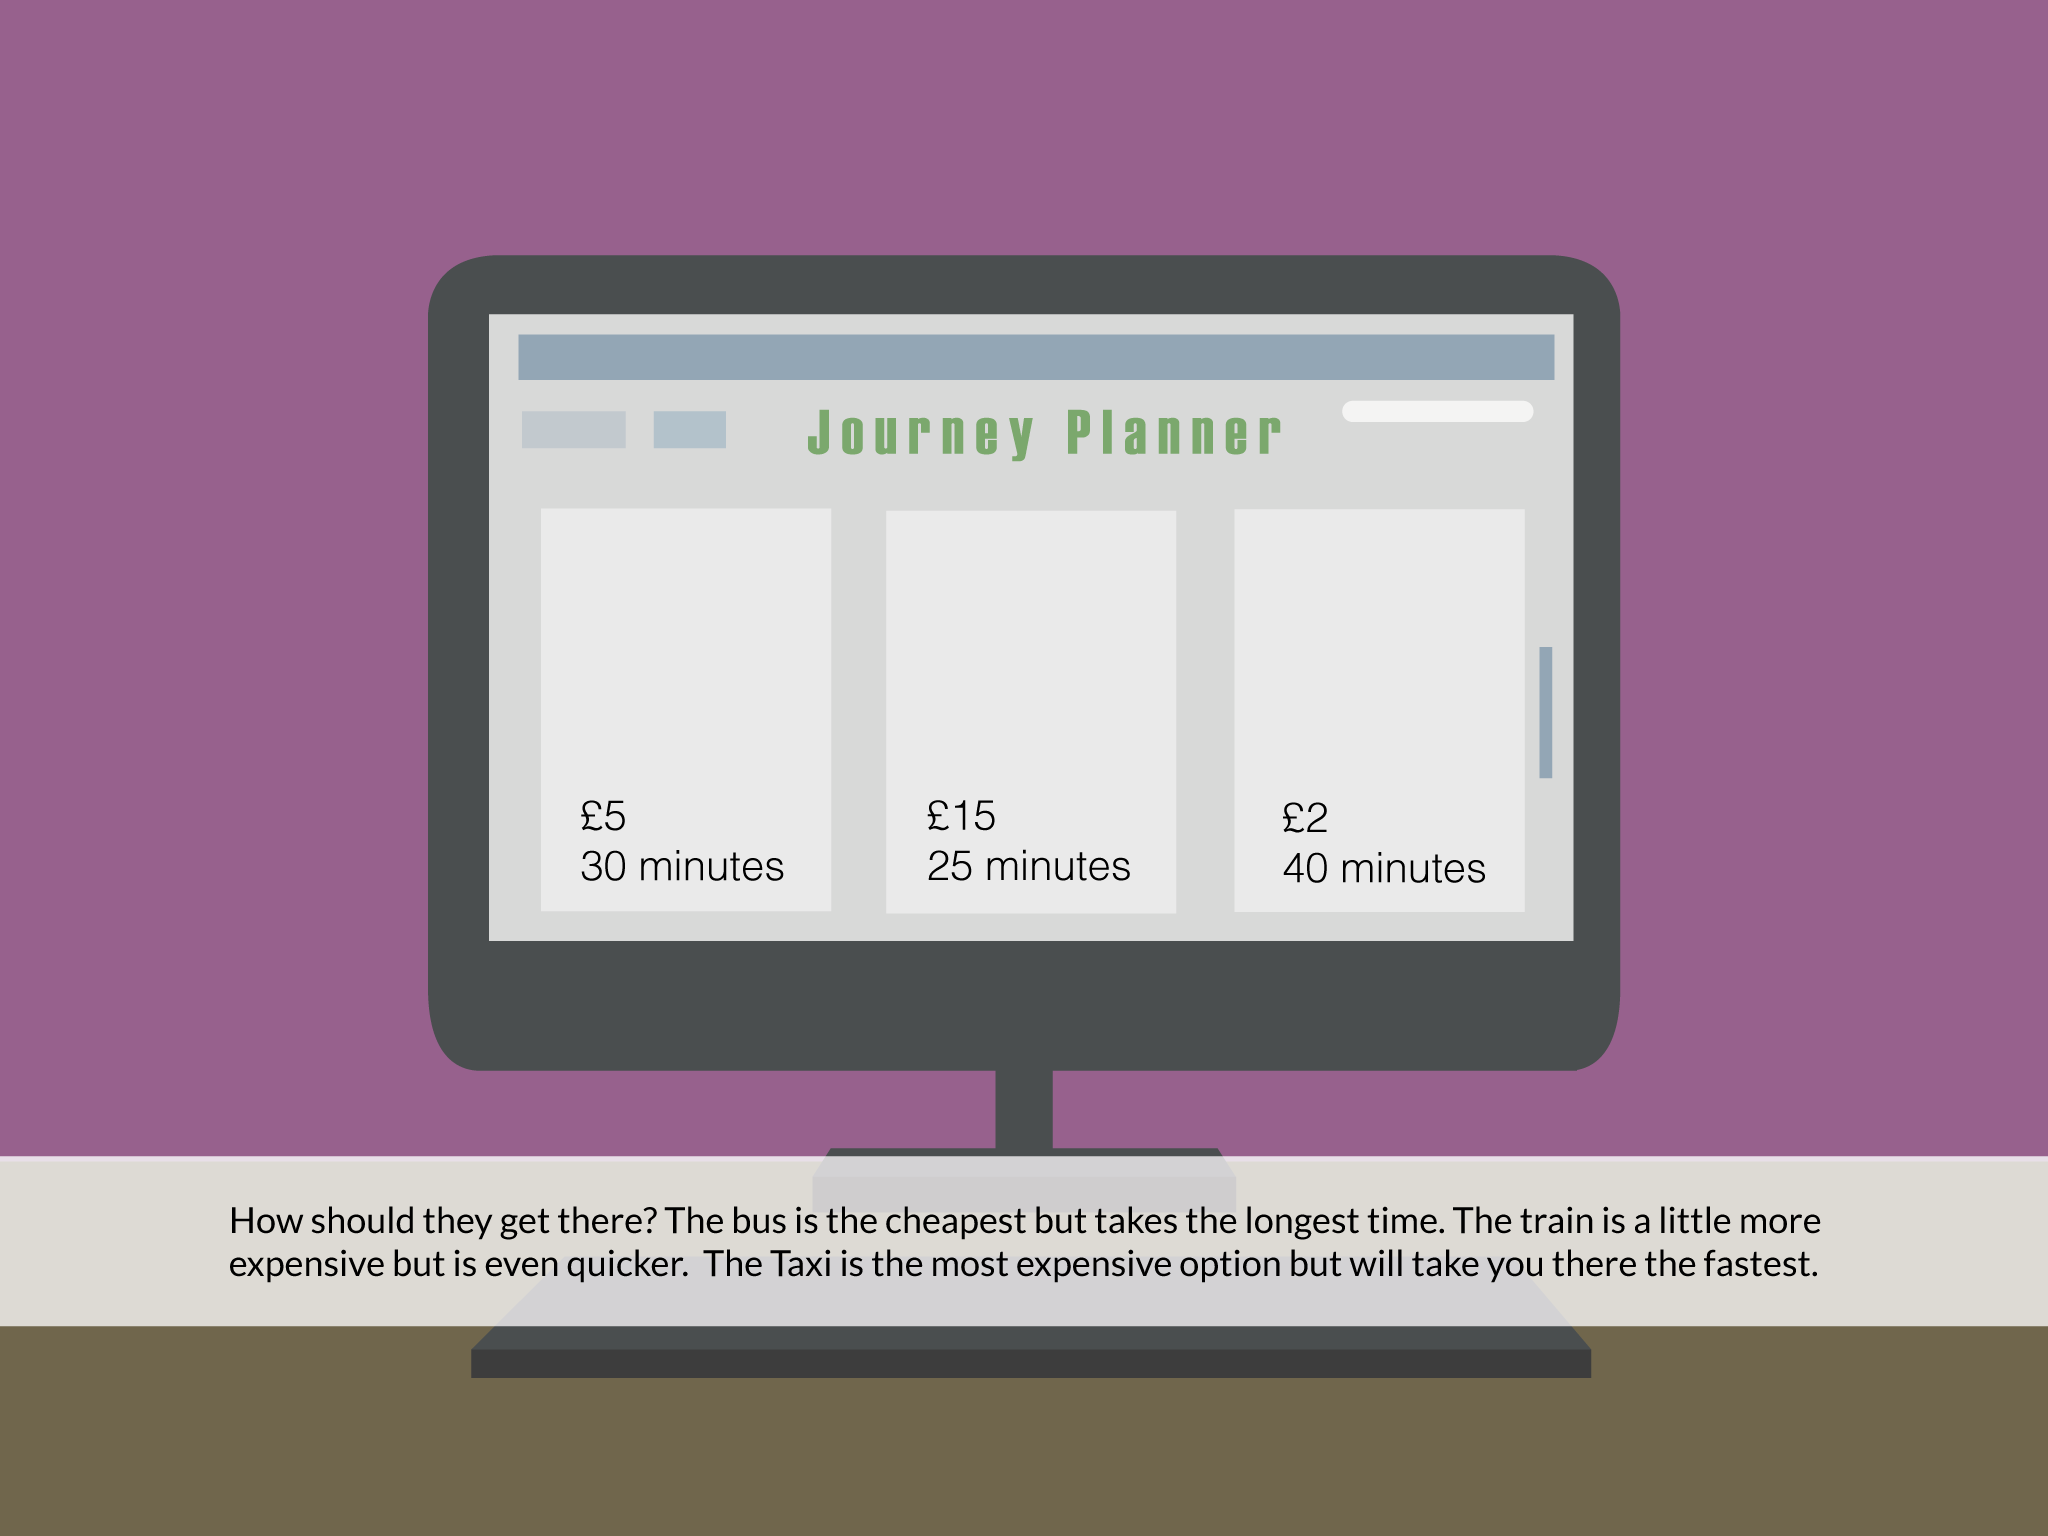 Journey Planner
£5
30 minutes
£15
25 minutes
£2
40 minutes
How should they get there? The bus is the cheapest but takes the longest time. The train is a little more
expensive but is even quicker.  The Taxi is the most expensive option but will take you there the fastest.